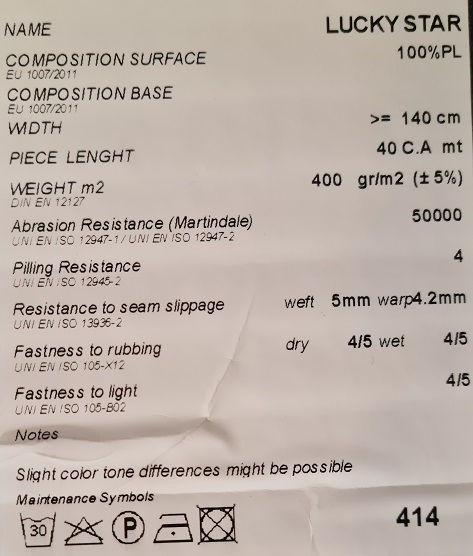 NAME LUCKY STAR
COMPOSITION SURFACE 100%PL
EU 1007/2011
COMPOSITION BASE
EU 1007/2011
WIDTH >= 140 cm
PIECE LENGHT 40 C.A mt
WEIGHT m2 400 gr/m2 (± 5%)
DIN EN 12127
Abrasion Resistance (Martindale) 50000
UNI EN ISO 12947-1 / UNI EN ISO 12947-2
Pilling Resistance 4
UNI EN ISO 12945-2
Resistance to seam slippage weft 5mm warp4.2mm
UNI EN ISO 13936-2
Fastness to rubbing dry 4/5 wet 4/5
UNI EN ISO 105-X12
Fastness to light 4/5
UNI EN ISO 105-B02
Notes
Slight color tone differences might be possible
Maintenance Symbols
30 P 414